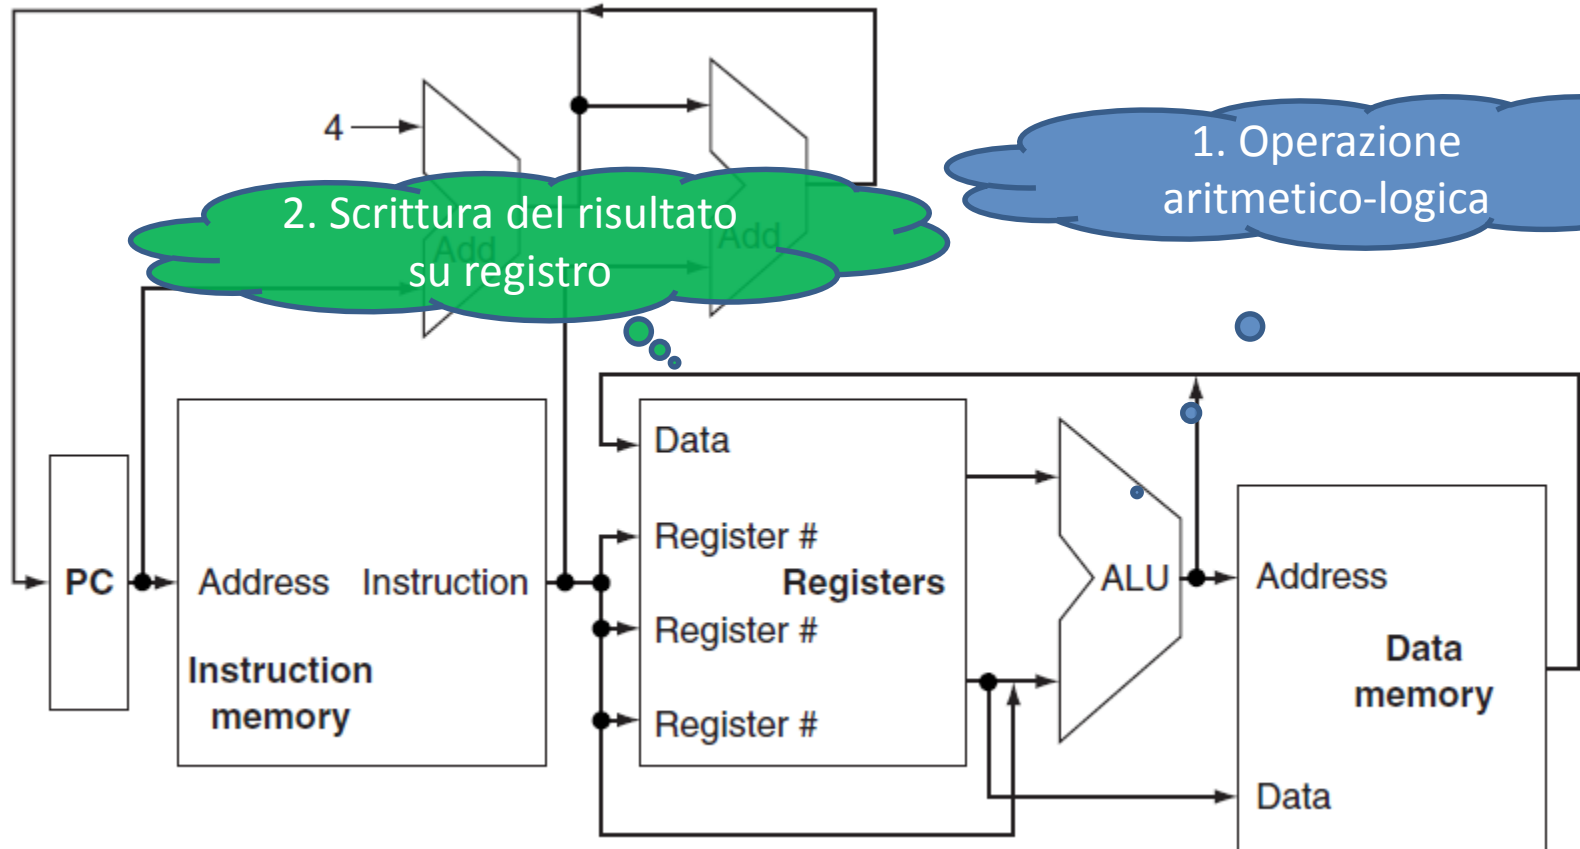 4
Add
Add
1. Operazione
aritmetico-logica
2. Scrittura del risultato
su registro
PC
Address
Instruction
Instruction
memory
Data
Register #
Registers
Register #
Register #
ALU
Address
Data
memory
Data